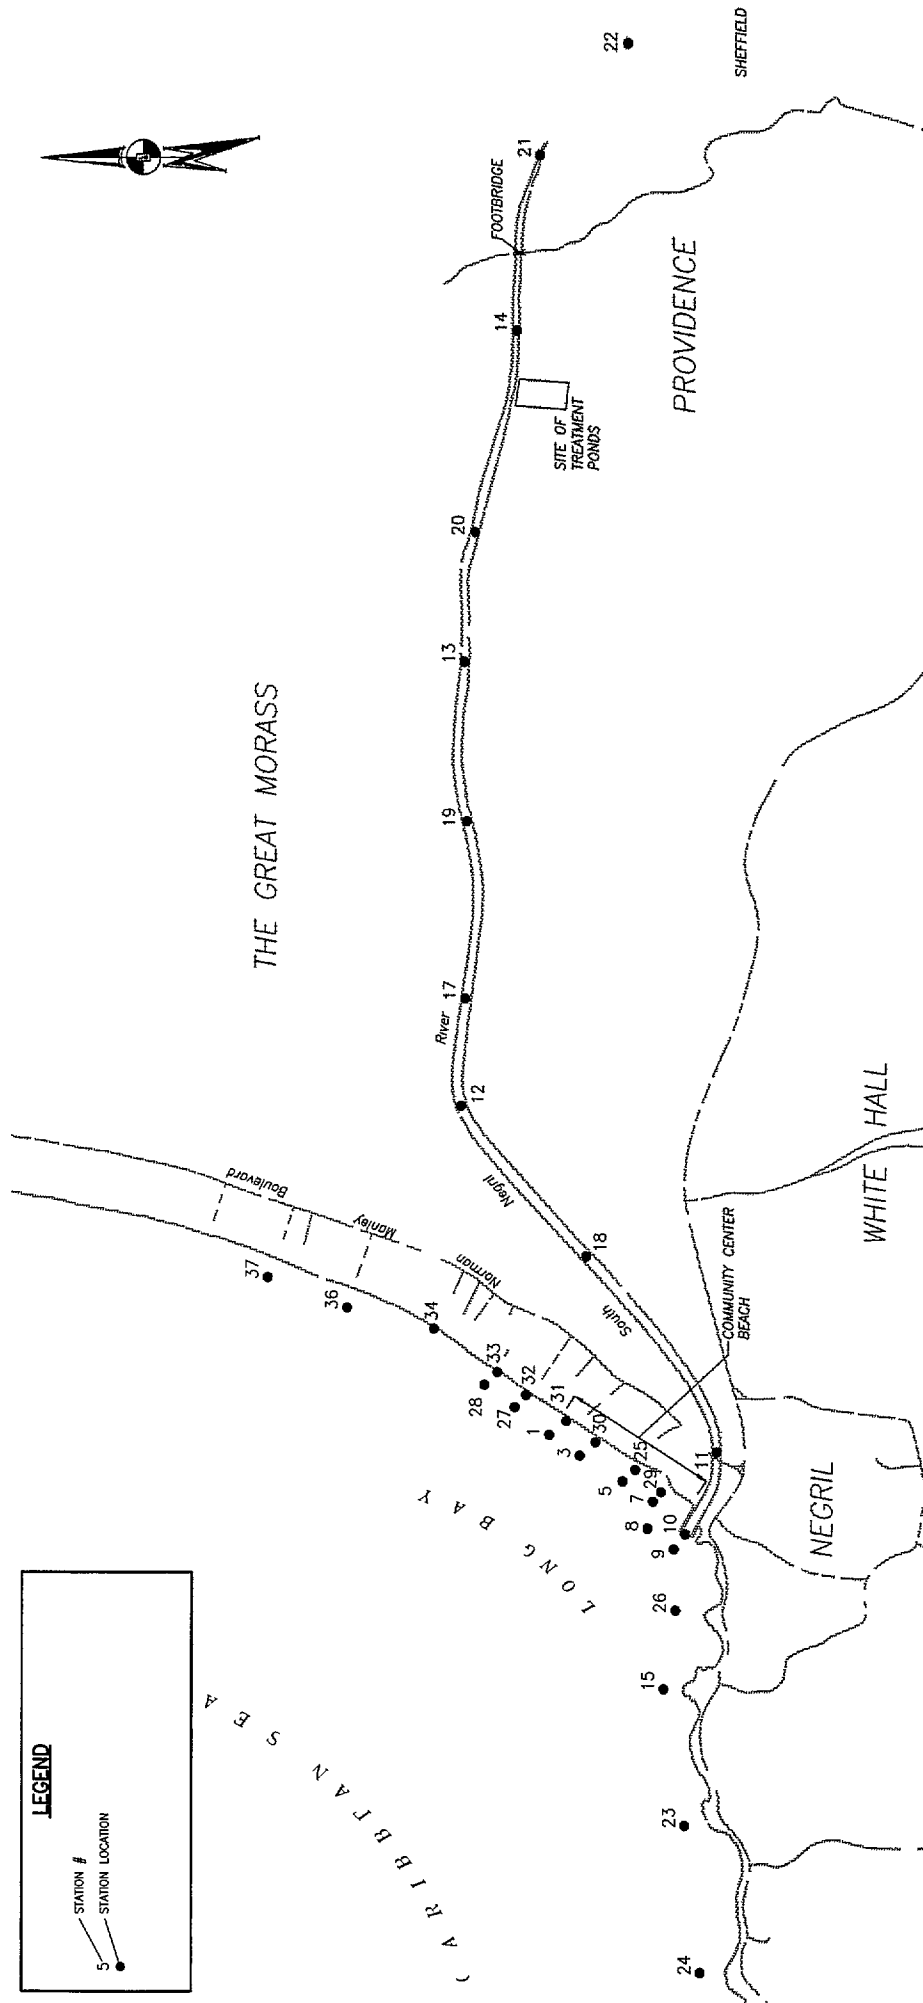 LEGEND
STATION #
5
STATION LOCATION
CARIBBEAN SEA
LONG BAY
THE GREAT MORASS
Norman Manley Boulevard
South Negril River
FOOTBRIDGE
SITE OF
TREATMENT
PONDS
PROVIDENCE
SHEFFIELD
WHITE HALL
NEGRIL
COMMUNITY CENTER
BEACH
24
23
15
26
9
8
10
7
29
5
25
11
3
30
1
31
27
32
28
33
34
36
37
18
12
17
19
13
20
14
21
22